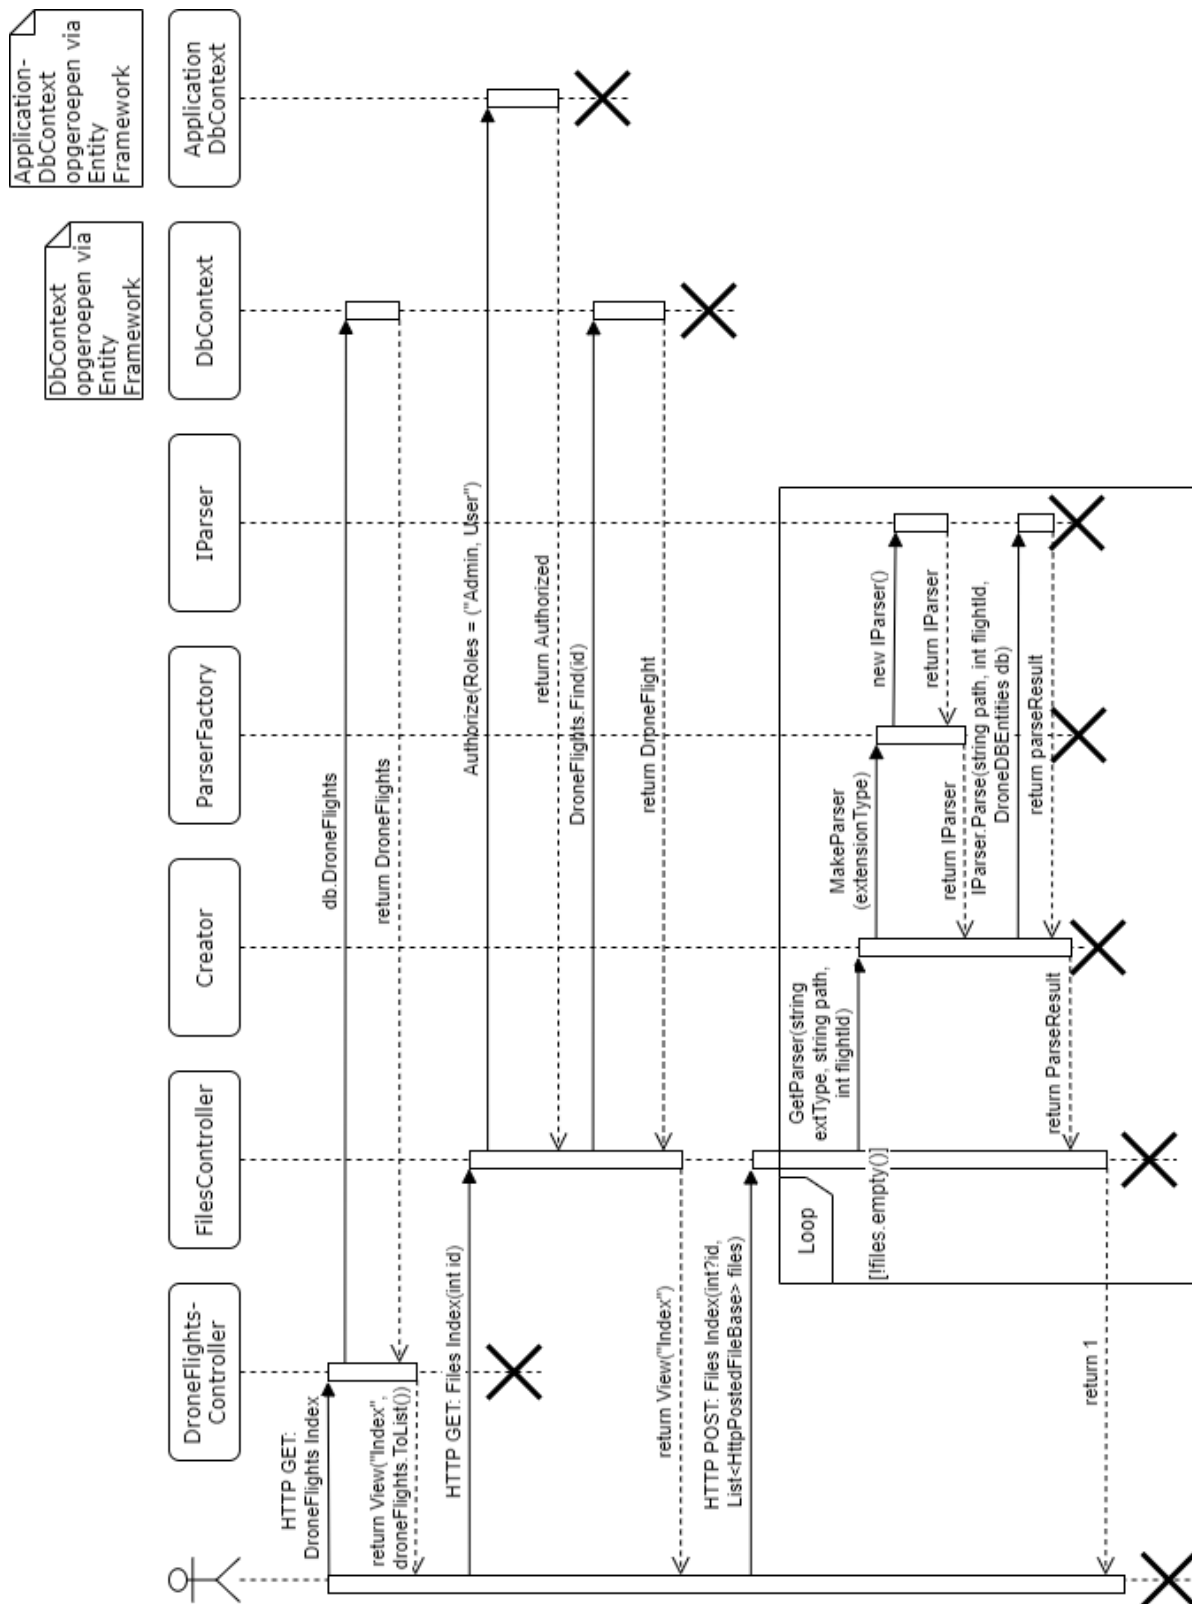 Application-
DbContext
opgeroepen via
Entity
Framework
DbContext
opgeroepen via
Entity
Framework
DroneFlights-
Controller
FilesController
Creator
ParserFactory
IParser
DbContext
Application
DbContext
HTTP GET:
DroneFlights Index
db.DroneFlights
return DroneFlights
return View("Index",
droneFlights.ToList())
HTTP GET: Files Index(int id)
Authorize(Roles = ("Admin, User")
return Authorized
DroneFlights.Find(id)
return DroneFlight
return View("Index")
HTTP POST: Files Index(int?id,
List<HttpPostedFileBase> files)
Loop
[!files.empty()]
GetParser(string
extType, string path,
int flightId)
MakeParser
(extensionType)
new IParser()
return IParser
return IParser
IParser.Parse(string path, int flightId,
DroneDBEntities db)
return parseResult
return ParseResult
return 1